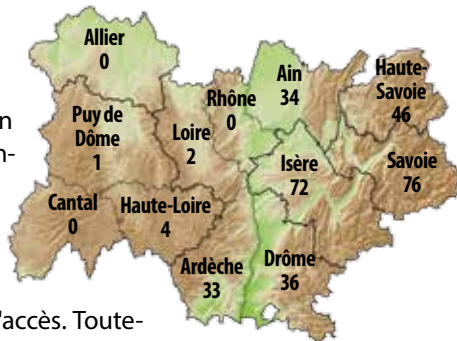 Allier
0
Ain
34
Haute-
Savoie
46
Rhône
0
n
Puy de
Dôme
1
Loire
2
n-
Isère
72
Savoie
76
Cantal
0
Haute-Loire
4
Ardèche
33
Drôme
36
'accès. Toute-